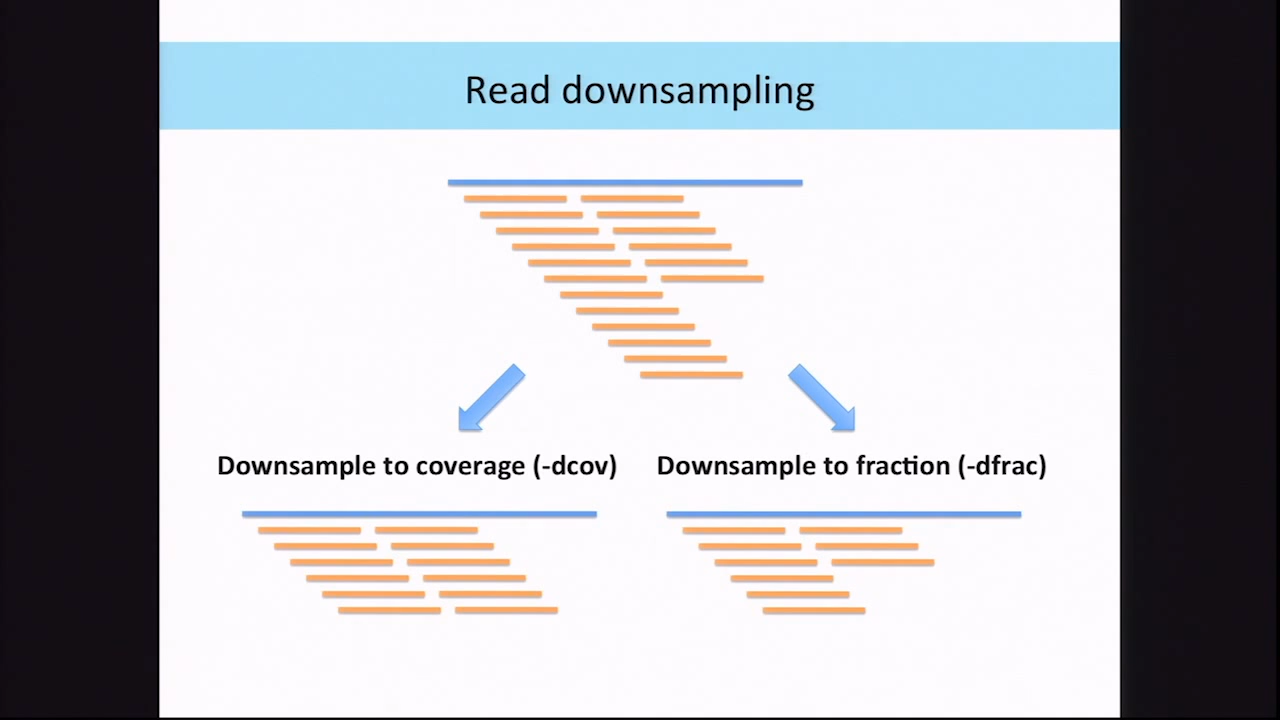 Read downsampling
Downsample to coverage (-dcov)
Downsample to fraction (-dfrac)